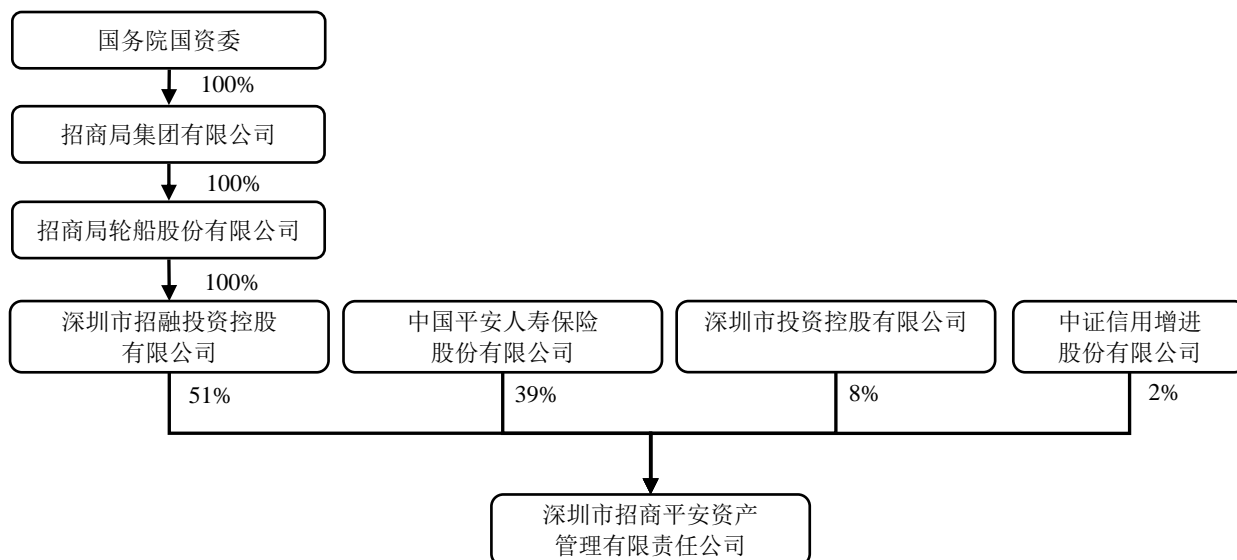 国务院国资委
100%
招商局集团有限公司
100%
招商局轮船股份有限公司
100%
深圳市招融投资控股
有限公司
中国平安人寿保险
股份有限公司
深圳市投资控股有限公司
中证信用增进
股份有限公司
51%
39%
8%
2%
深圳市招商平安资产
管理有限责任公司